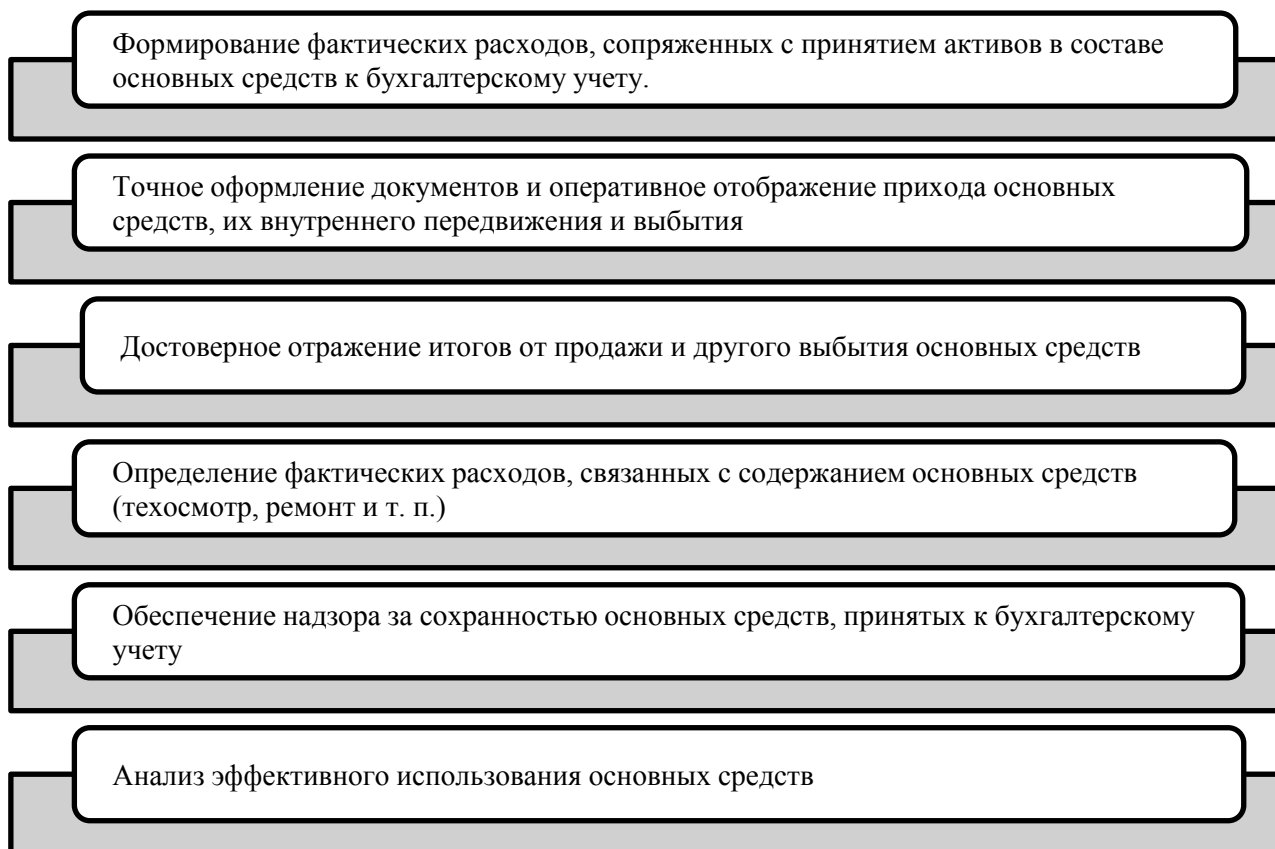 Формирование фактических расходов, сопряженных с принятием активов в составе
основных средств к бухгалтерскому учету.
Точное оформление документов и оперативное отображение прихода основных
средств, их внутреннего передвижения и выбытия
Достоверное отражение итогов от продажи и другого выбытия основных средств
Определение фактических расходов, связанных с содержанием основных средств
(техосмотр, ремонт и т. п.)
Обеспечение надзора за сохранностью основных средств, принятых к бухгалтерскому
учету
Анализ эффективного использования основных средств